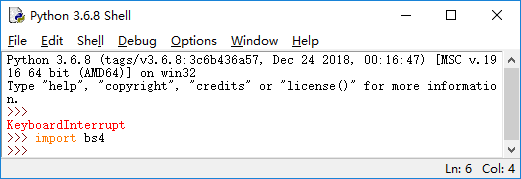 Python 3.6.8 Shell
File Edit Shell Debug Options Window Help
Python 3.6.8 (tags/v3.6.8:3c6b436a57, Dec 24 2018, 00:16:47) [MSC v.19
16 64 bit (AMD64)] on win32
Type "help", "copyright", "credits" or "license()" for more informatio
n.
>>>
KeyboardInterrupt
>>> import bs4
>>>
Ln: 6 Col: 4